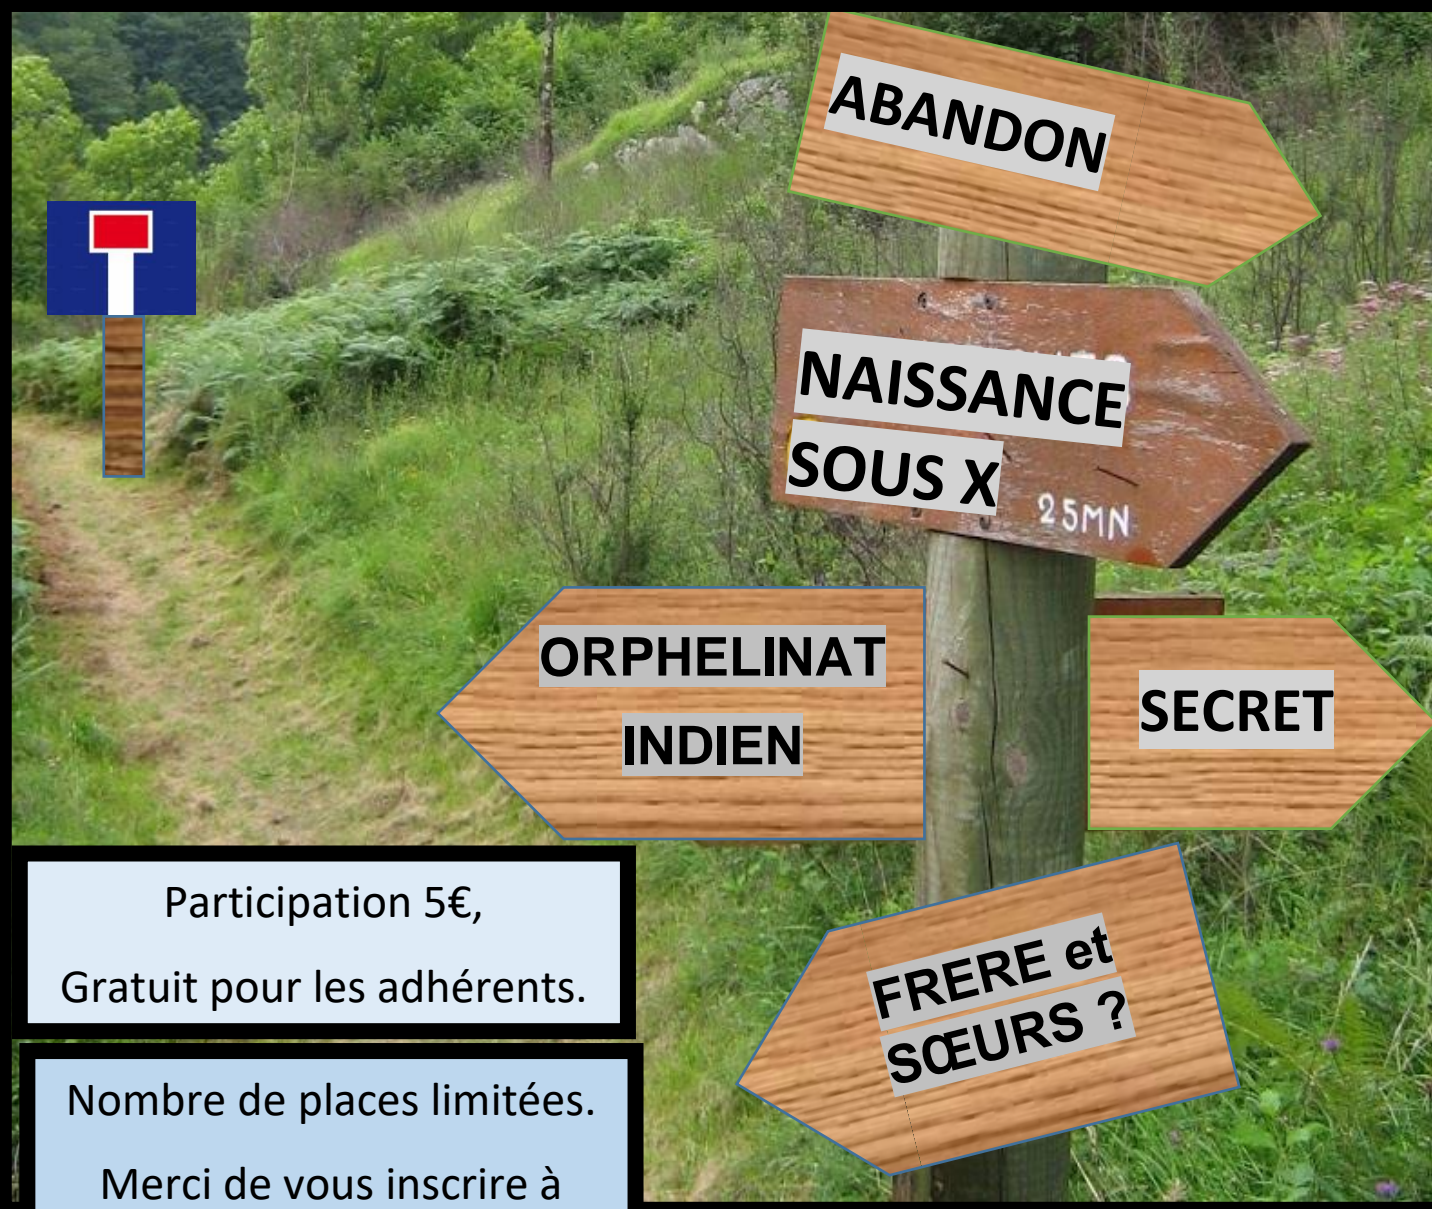 ABANDON
NAISSANCE
SOUS X
25MN
ORPHELINAT
INDIEN
SECRET
FRERE et
SŒURS ?
Participation 5€,
Gratuit pour les adhérents.
Nombre de places limitées.
Merci de vous inscrire à